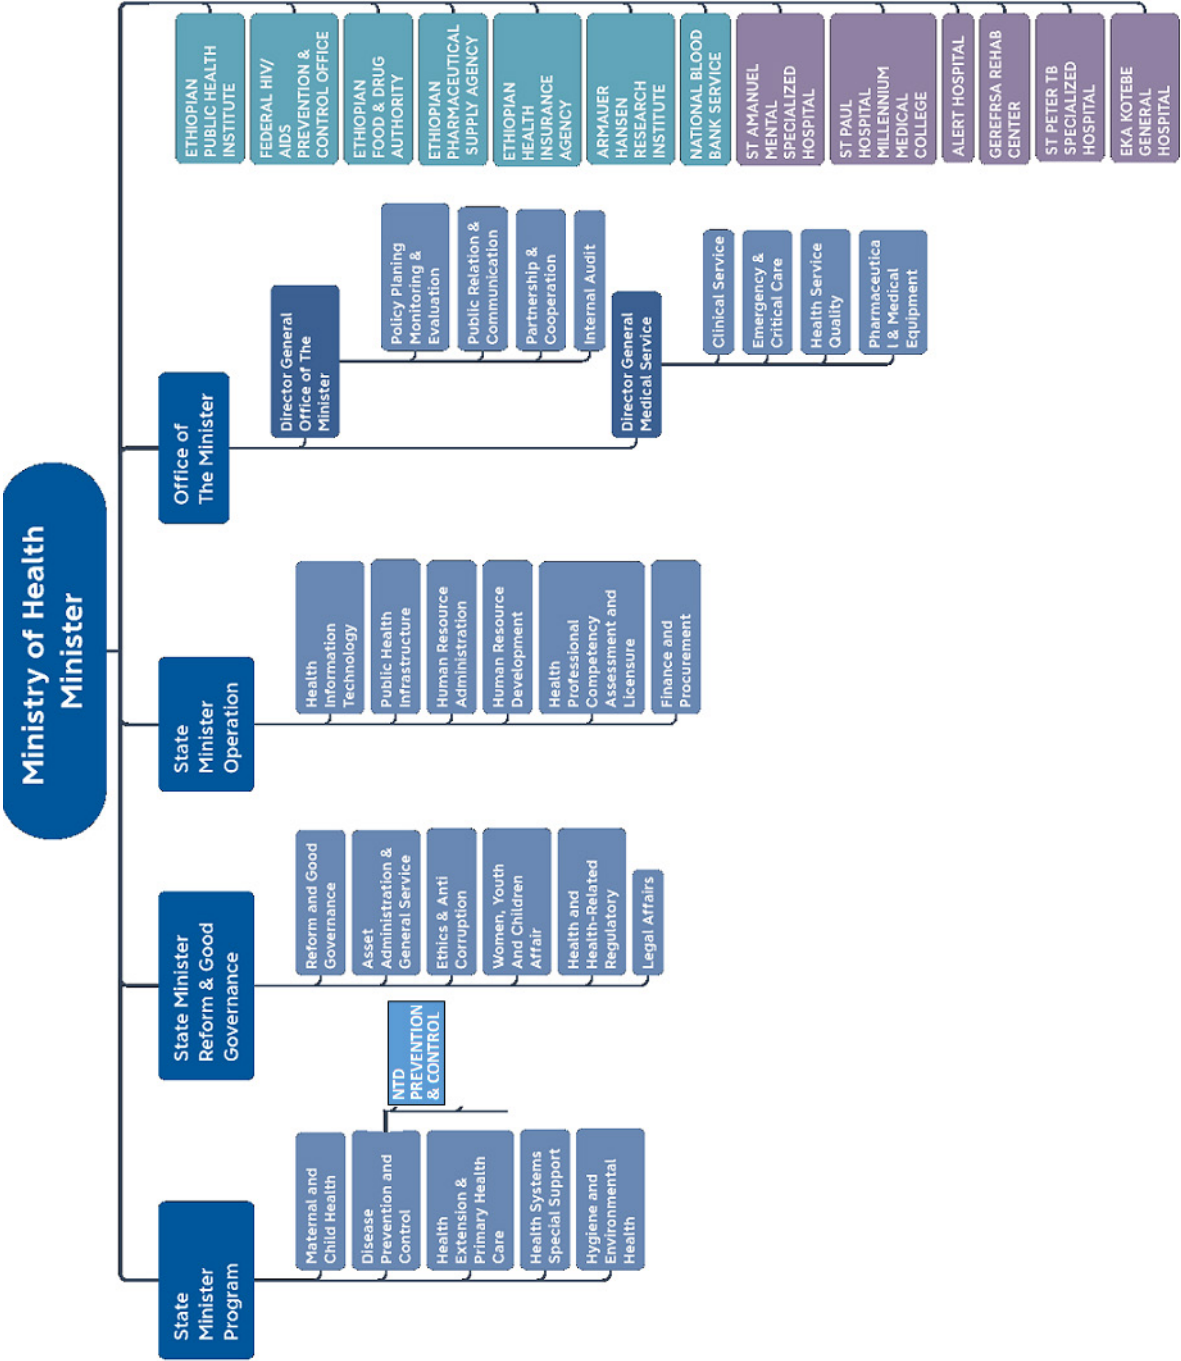 Ministry of Health
Minister
State
Minister
Program
Maternal and
Child Health
Disease
Prevention and
Control
NTD
PREVENTION
& CONTROL
Health
Extension &
Primary Health
Care
Health Systems
Special Support
Hygiene and
Environmental
Health
State Minister
Reform & Good
Governance
Reform and Good
Governance
Asset
Administration &
General Service
Ethics & Anti
Corruption
Women, Youth
And Children
Affair
Health and
Health-Related
Regulatory
Legal Affairs
State
Minister
Operation
Health
Information
Technology
Public Health
Infrastructure
Human Resource
Administration
Human Resource
Development
Health
Professional
Competency
Assessment and
Licensure
Finance and
Procurement
Office of
The Minister
Director General
Office of The
Minister
Policy Planing
Monitoring &
Evaluation
Public Relation &
Communication
Partnership &
Cooperation
Internal Audit
Director General
Medical Service
Clinical Service
Emergency &
Critical Care
Health Service
Quality
Pharmaceutica
l & Medical
Equipment
ETHIOPIAN
PUBLIC HEALTH
INSTITUTE
FEDERAL HIV/
AIDS
PREVENTION &
CONTROL OFFICE
ETHIOPIAN
FOOD & DRUG
AUTHORITY
ETHIOPIAN
PHARMACEUTICAL
SUPPLY AGENCY
ETHIOPIAN
HEALTH
INSURANCE
AGENCY
ARMAUER
HANSEN
RESEARCH
INSTITUTE
NATIONAL BLOOD
BANK SERVICE
ST AMANUEL
MENTAL
SPECIALIZED
HOSPITAL
ST PAUL
HOSPITAL
MILLENNIUM
MEDICAL
COLLEGE
ALERT HOSPITAL
GEREFRSA REHAB
CENTER
ST PETER TB
SPECIALIZED
HOSPITAL
EKA KOTEBE
GENERAL
HOSPITAL